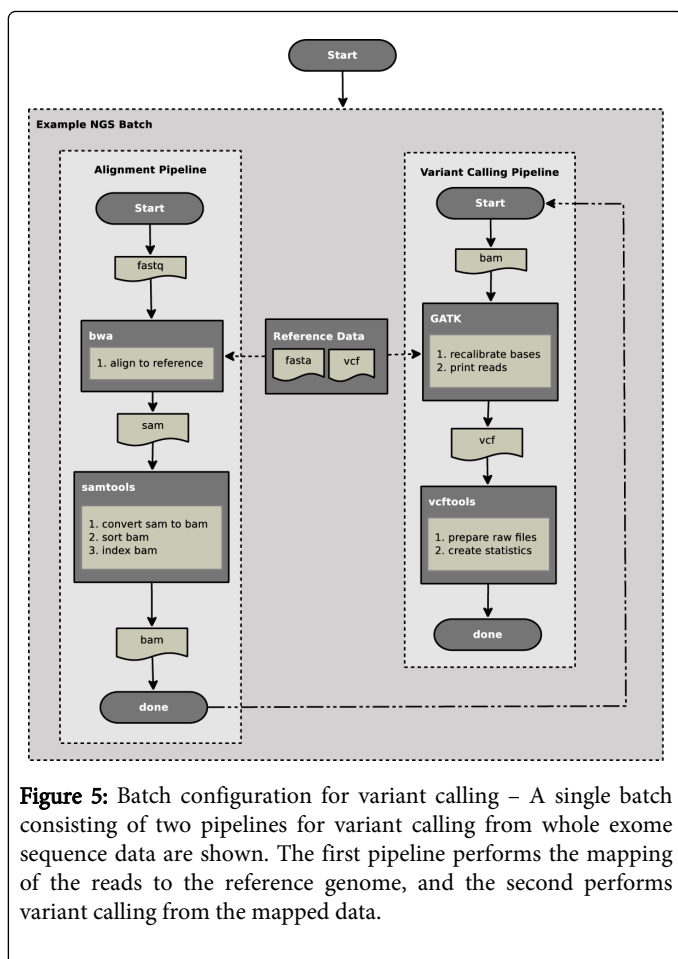 Start
Example NGS Batch
Alignment Pipeline
Start
fastq
bwa
1. align to reference
sam
samtools
1. convert sam to bam
2. sort bam
3. index bam
bam
done
Reference Data
fasta
vcf
Variant Calling Pipeline
Start
bam
GATK
1. recalibrate bases
2. print reads
vcf
vcftools
1. prepare raw files
2. create statistics
done
Figure 5: Batch configuration for variant calling – A single batch
consisting of two pipelines for variant calling from whole exome
sequence data are shown. The first pipeline performs the mapping
of the reads to the reference genome, and the second performs
variant calling from the mapped data.